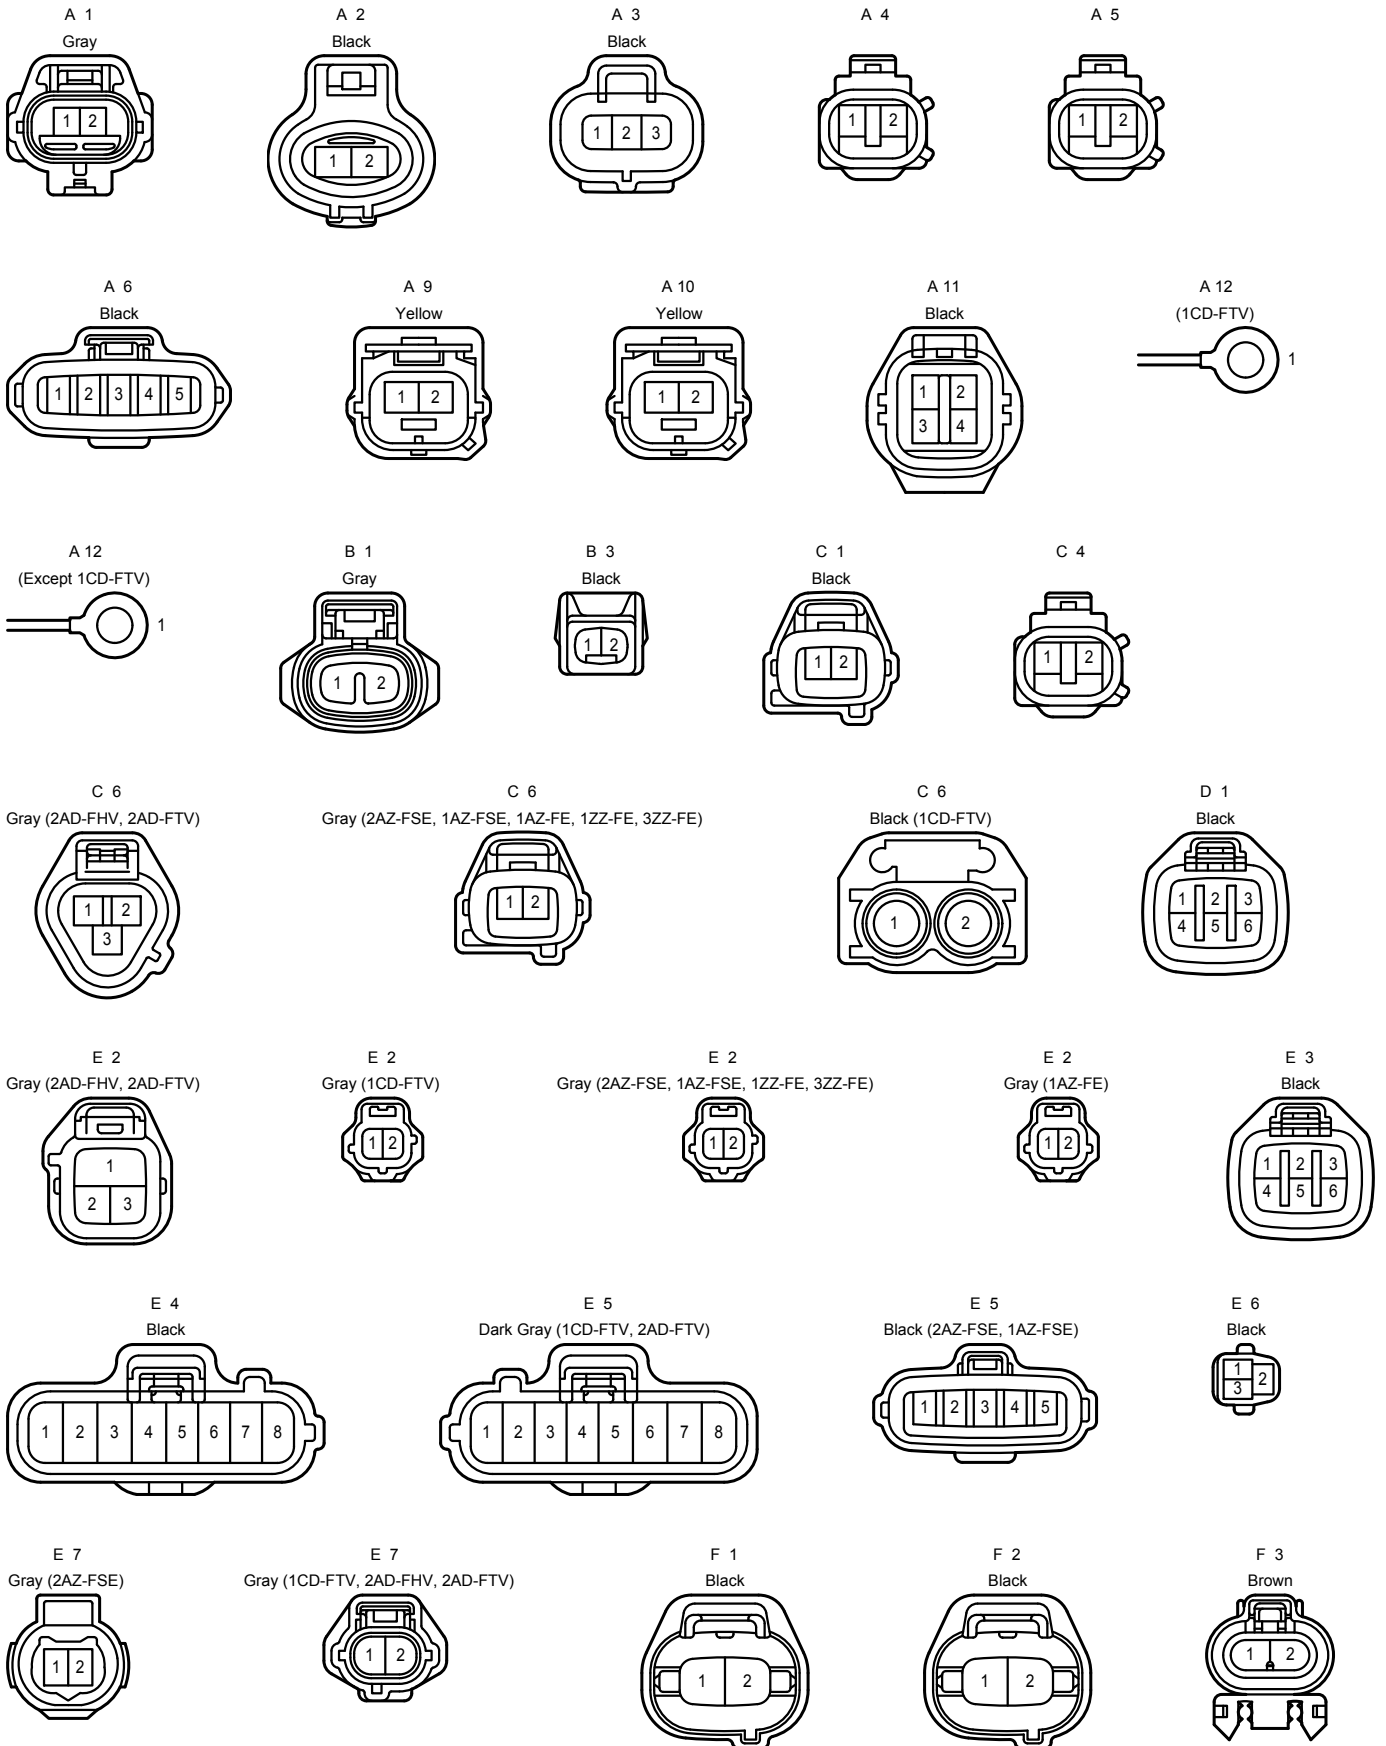 A 1
Gray
1 2
A 2
Black
1 2
A 3
Black
1 2 3
A 4
1 2
A 5
1 2
A 6
Black
1 2 3 4 5
A 9
Yellow
1 2
A 10
Yellow
1 2
A 11
Black
1 2
3 4
A 12
(1CD-FTV)
1
A 12
(Except 1CD-FTV)
1
B 1
Gray
1 2
B 3
Black
1 2
C 1
Black
1 2
C 4
1 2
C 6
Gray (2AD-FHV, 2AD-FTV)
1 2
3
C 6
Gray (2AZ-FSE, 1AZ-FSE, 1AZ-FE, 1ZZ-FE, 3ZZ-FE)
1 2
C 6
Black (1CD-FTV)
1 2
D 1
Black
1 2 3
4 5 6
E 2
Gray (2AD-FHV, 2AD-FTV)
1
2 3
E 2
Gray (1CD-FTV)
1 2
E 2
Gray (2AZ-FSE, 1AZ-FSE, 1ZZ-FE, 3ZZ-FE)
1 2
E 2
Gray (1AZ-FE)
1 2
E 3
Black
1 2 3
4 5 6
E 4
Black
1 2 3 4 5 6 7 8
E 5
Dark Gray (1CD-FTV, 2AD-FTV)
1 2 3 4 5 6 7 8
E 5
Black (2AZ-FSE, 1AZ-FSE)
1 2 3 4 5
E 6
Black
1 2
3
E 7
Gray (2AZ-FSE)
1 2
E 7
Gray (1CD-FTV, 2AD-FHV, 2AD-FTV)
1 2
F 1
Black
1 2
F 2
Black
1 2
F 3
Brown
1 2